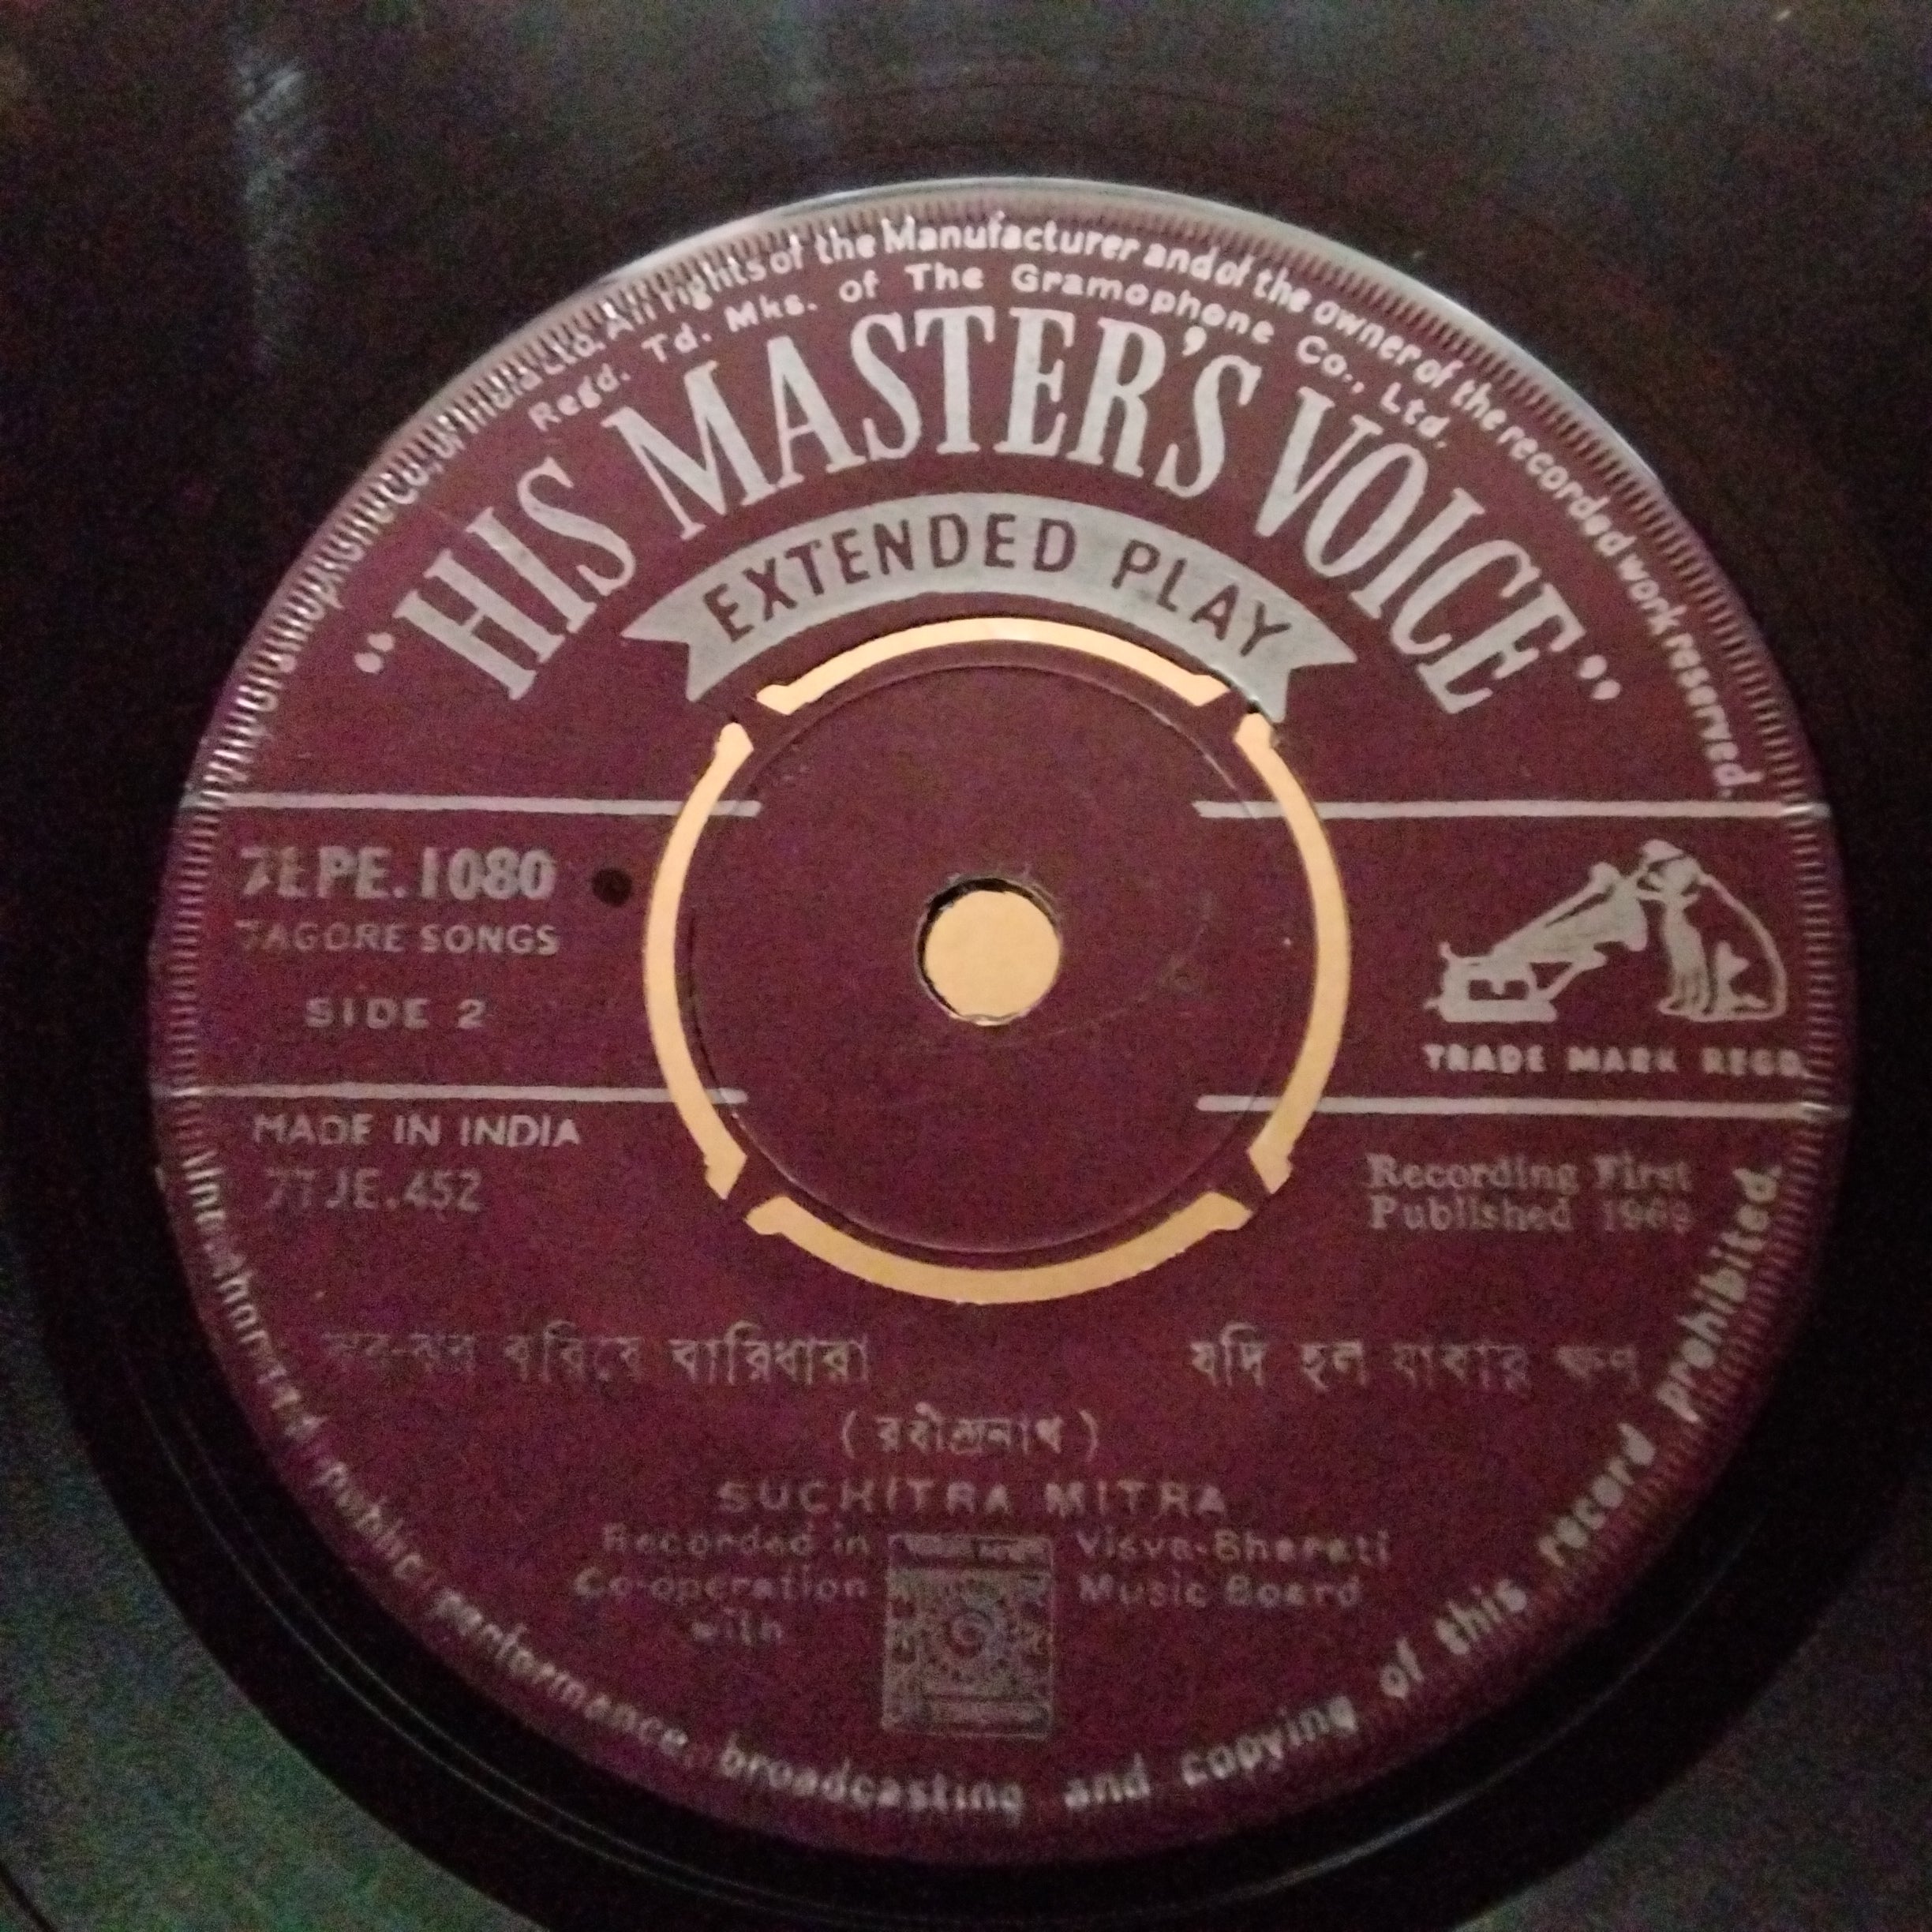 The Gramophone Co. of India Ltd. All rights of the Manufacturer and of the owner of the recorded work reserved.
Regd. Td. Mks. of The Gramophone Co., Ltd.
"HIS MASTER'S VOICE"
EXTENDED PLAY
7EPE.1080
TAGORE SONGS
SIDE 2
TRADE MARK REGD.
MADE IN INDIA
7TJE.452
Recording First
Published 1969
ঝর-ঝর বরিষে বারিধারা
যদি হল যাবার ক্ষণ
(রবীন্দ্রনাথ)
SUCHITRA MITRA
Recorded in Visva-Bharati
Co-operation Music Board
with
Unauthorised public performance, broadcasting and copying of this record prohibited.